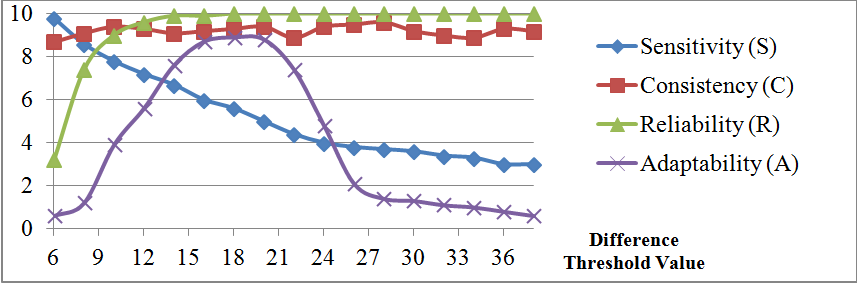 10
8
6
4
2
0
6 9 12 15 18 21 24 27 30 33 36
Difference
Threshold Value
Sensitivity (S)
Consistency (C)
Reliability (R)
Adaptability (A)